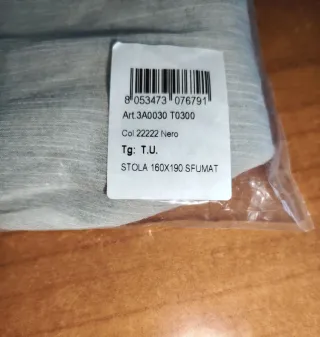 8 053473 076791
Art.3A0030 T0300
Col.22222 Nero
Tg: T.U.
STOLA 160X190 SFUMAT